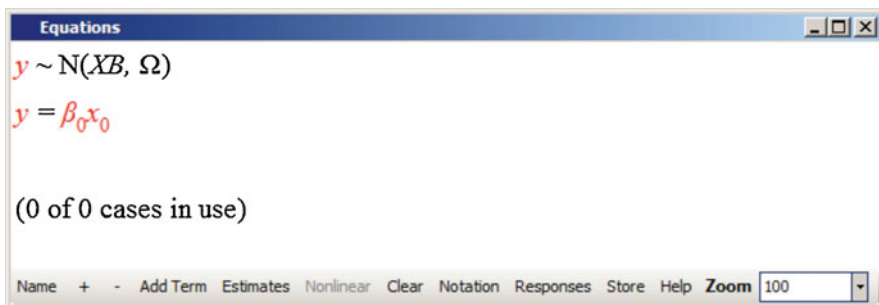 Equations
y ~ N(XB, Ω)
y = β₀x₀
(0 of 0 cases in use)
Name + - Add Term Estimates Nonlinear Clear Notation Responses Store Help Zoom 100